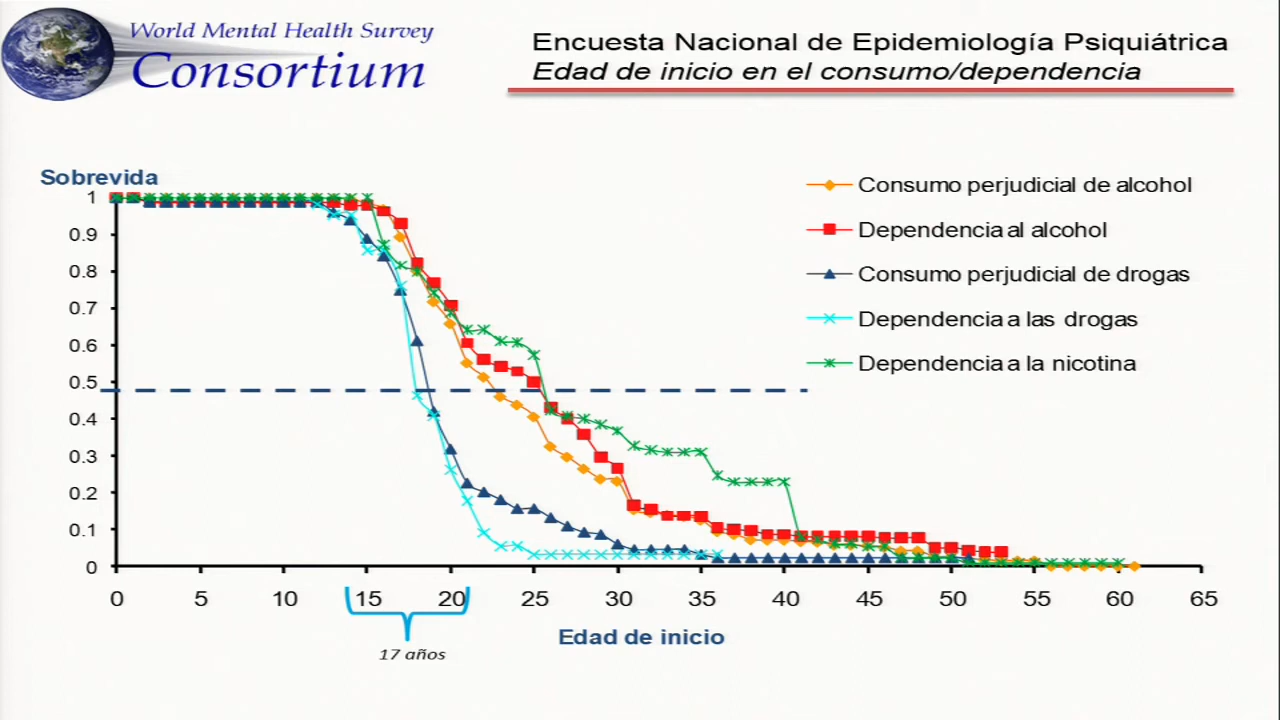 World Mental Health Survey
Consortium
Encuesta Nacional de Epidemiología Psiquiátrica
Edad de inicio en el consumo/dependencia
Sobrevida
1
0.9
0.8
0.7
0.6
0.5
0.4
0.3
0.2
0.1
0
Consumo perjudicial de alcohol
Dependencia al alcohol
Consumo perjudicial de drogas
Dependencia a las drogas
Dependencia a la nicotina
0 5 10 15 20 25 30 35 40 45 50 55 60 65
Edad de inicio
17 años